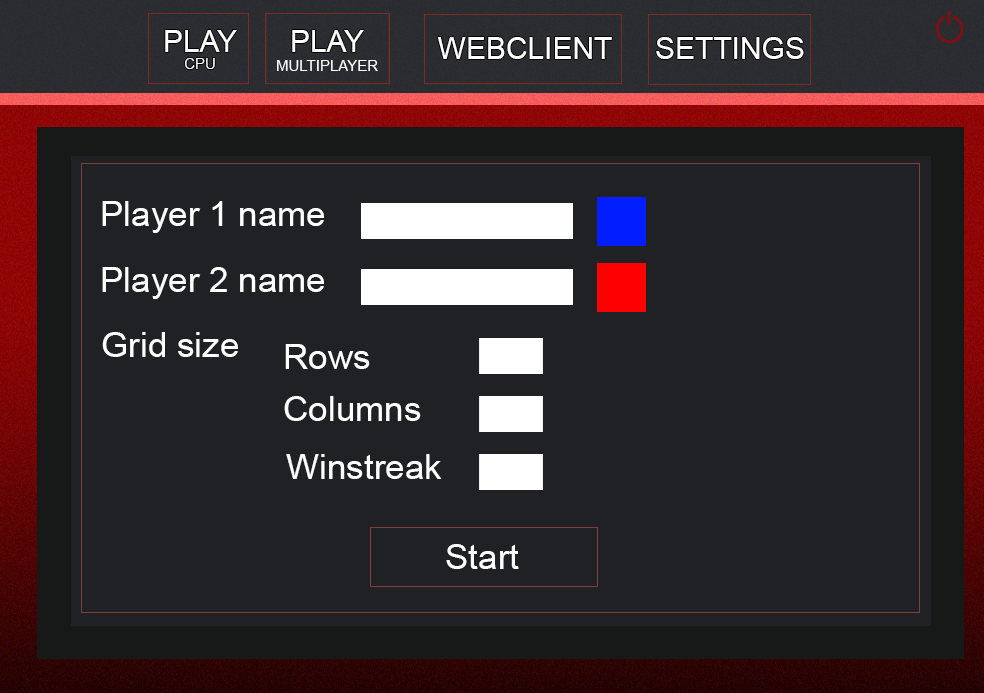 PLAY
CPU
PLAY
MULTIPLAYER
WEBCLIENT
SETTINGS
Player 1 name
Player 2 name
Grid size
Rows
Columns
Winstreak
Start